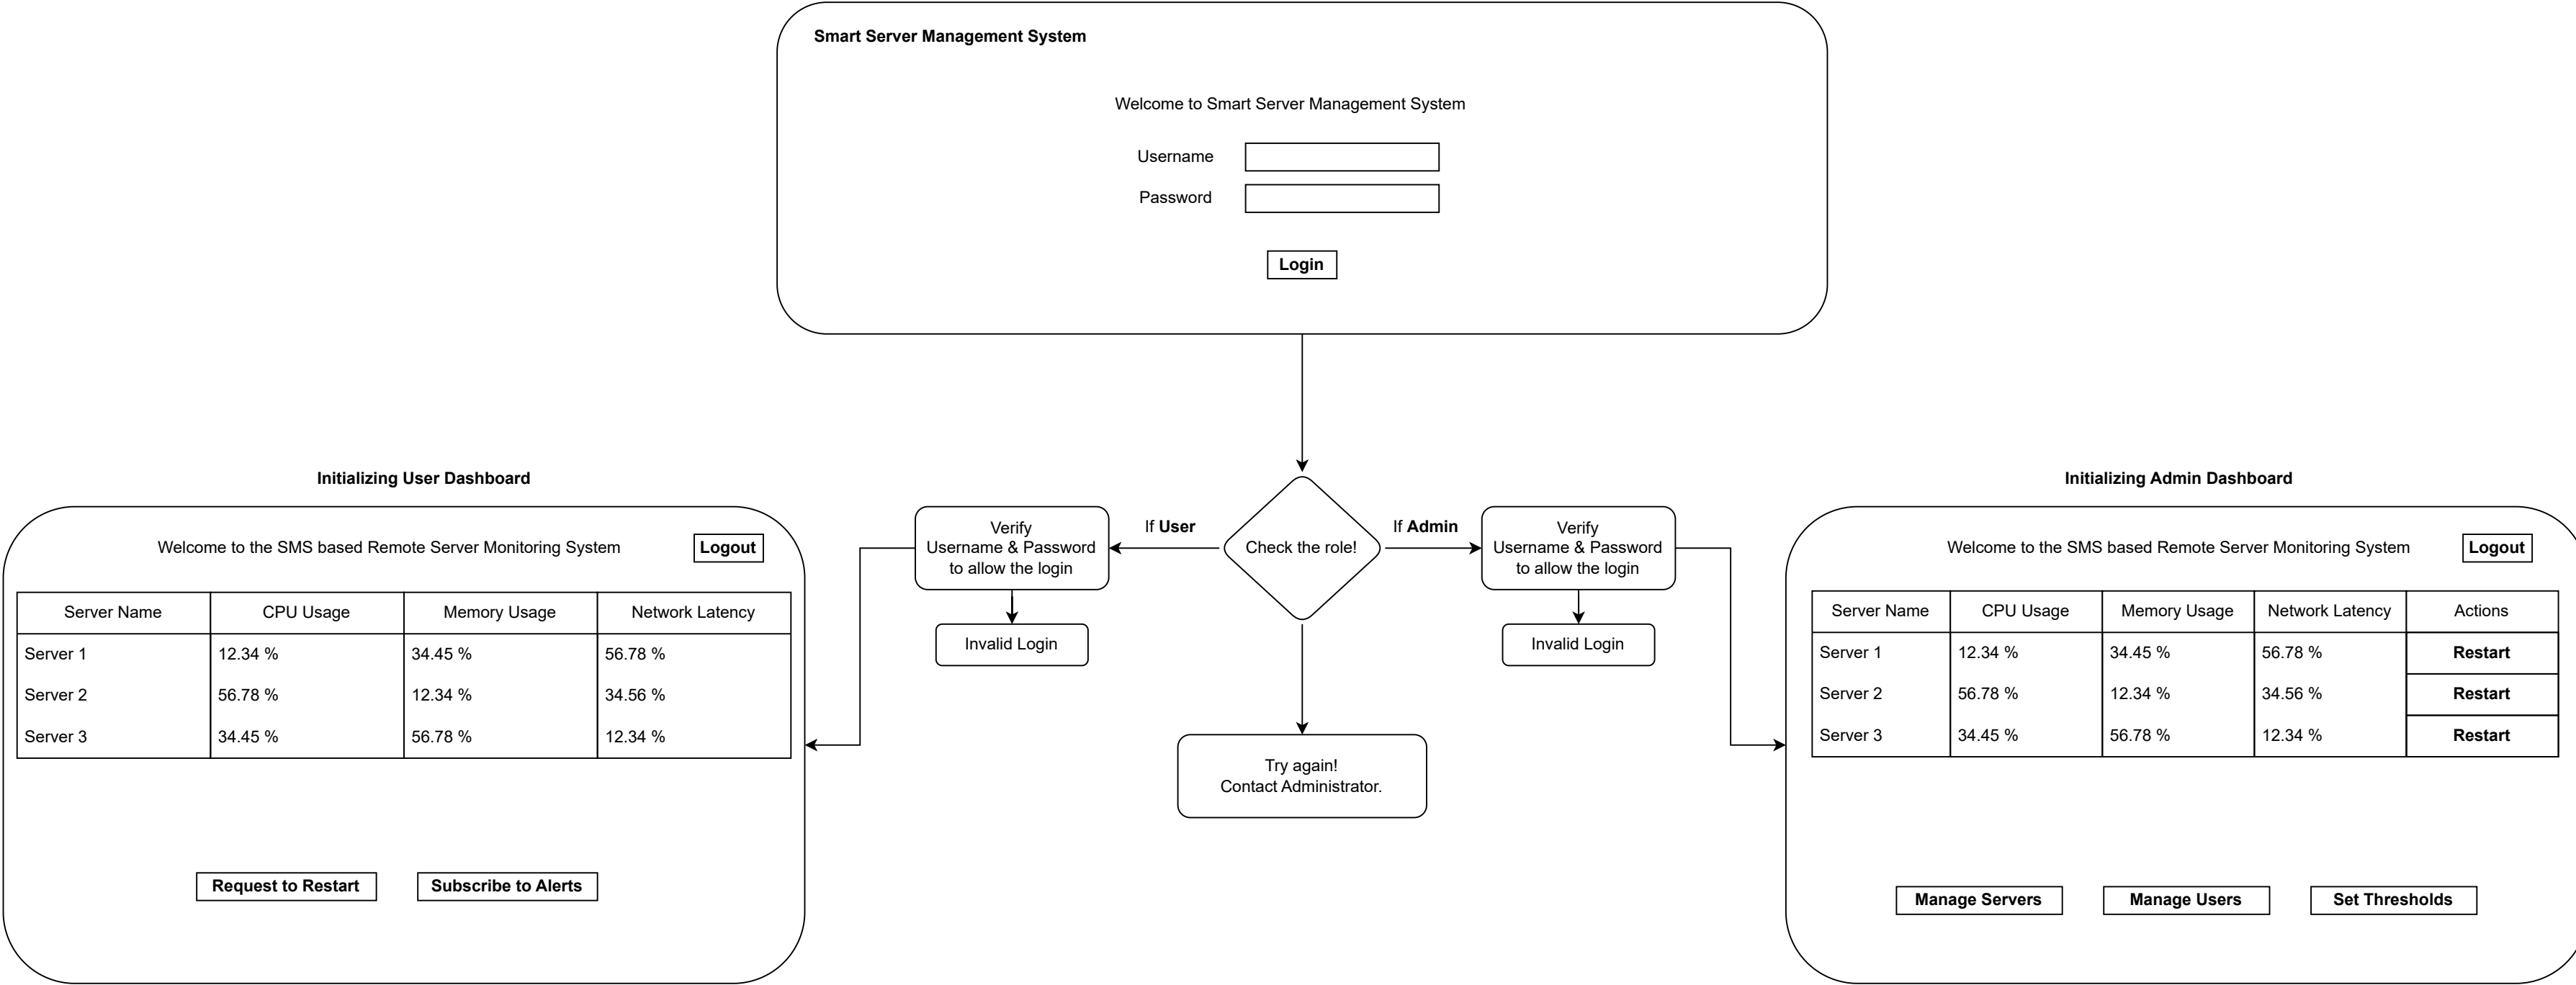 Smart Server Management System
Welcome to Smart Server Management System
Username
Password
Login
Initializing User Dashboard
Welcome to the SMS based Remote Server Monitoring System Logout
Server Name CPU Usage Memory Usage Network Latency
Server 1 12.34 % 34.45 % 56.78 %
Server 2 56.78 % 12.34 % 34.56 %
Server 3 34.45 % 56.78 % 12.34 %
Request to Restart Subscribe to Alerts
Verify
Username & Password
to allow the login
Invalid Login
If User
Check the role!
If Admin
Try again!
Contact Administrator.
Verify
Username & Password
to allow the login
Invalid Login
Initializing Admin Dashboard
Welcome to the SMS based Remote Server Monitoring System Logout
Server Name CPU Usage Memory Usage Network Latency Actions
Server 1 12.34 % 34.45 % 56.78 % Restart
Server 2 56.78 % 12.34 % 34.56 % Restart
Server 3 34.45 % 56.78 % 12.34 % Restart
Manage Servers Manage Users Set Thresholds